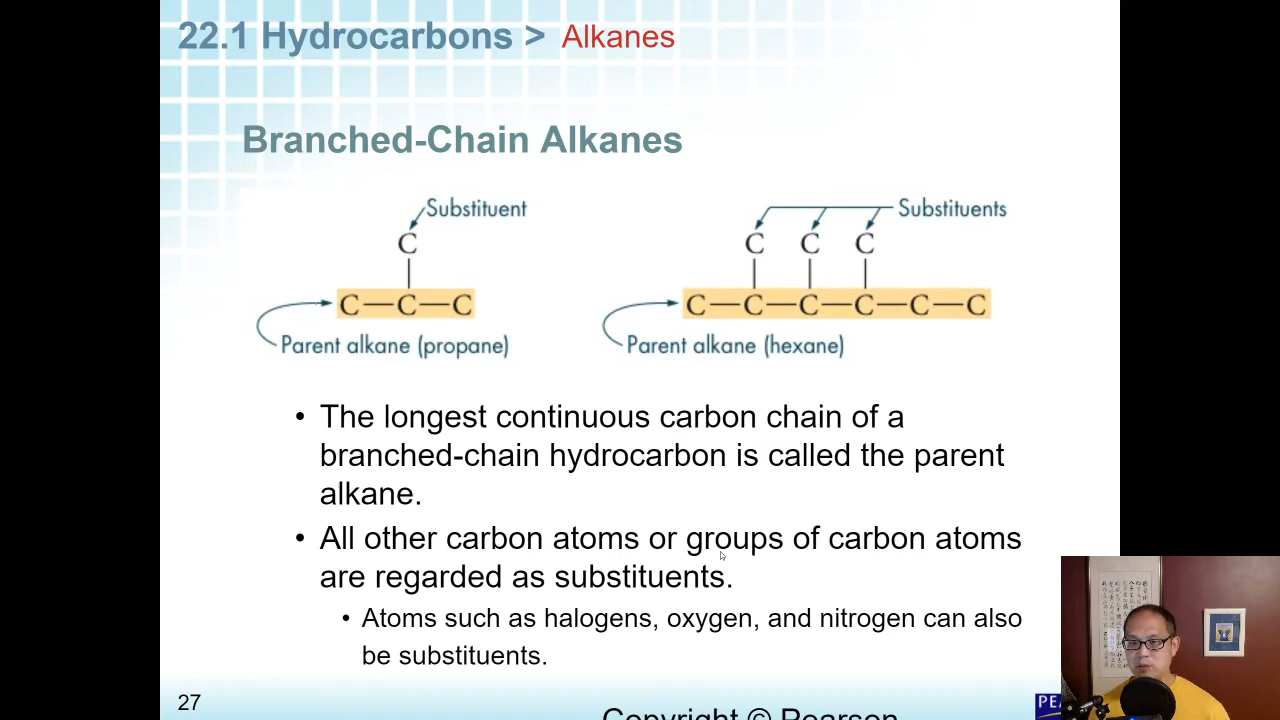 22.1 Hydrocarbons > Alkanes
Branched-Chain Alkanes
Substituent
C
C—C—C
Parent alkane (propane)
Substituents
C C C
C—C—C—C—C—C
Parent alkane (hexane)
• The longest continuous carbon chain of a
branched-chain hydrocarbon is called the parent
alkane.
• All other carbon atoms or groups of carbon atoms
are regarded as substituents.
• Atoms such as halogens, oxygen, and nitrogen can also
be substituents.
27
Copyright © Pearson